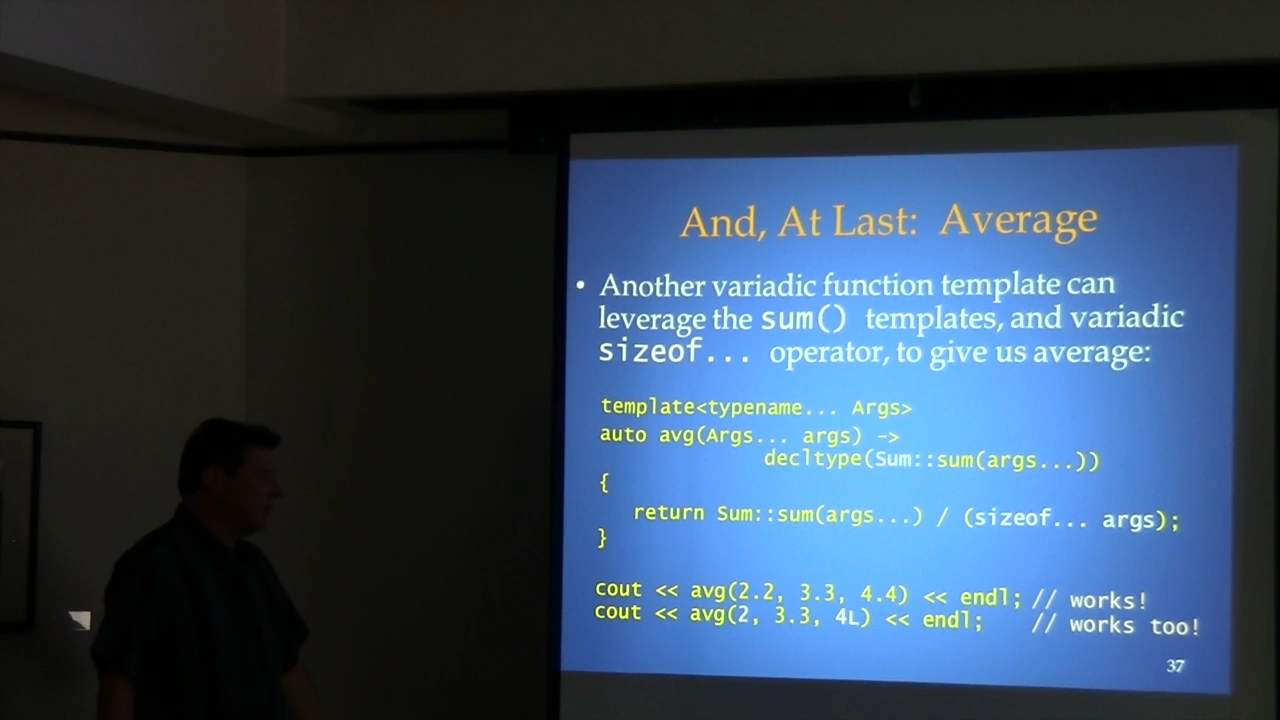 And, At Last: Average
• Another variadic function template can
leverage the sum() templates, and variadic
sizeof... operator, to give us average:
template<typename... Args>
auto avg(Args... args) ->
decltype(Sum::sum(args...))
{
return Sum::sum(args...) / (sizeof... args);
}
cout << avg(2.2, 3.3, 4.4) << endl; // works!
cout << avg(2, 3.3, 4L) << endl; // works too!
37